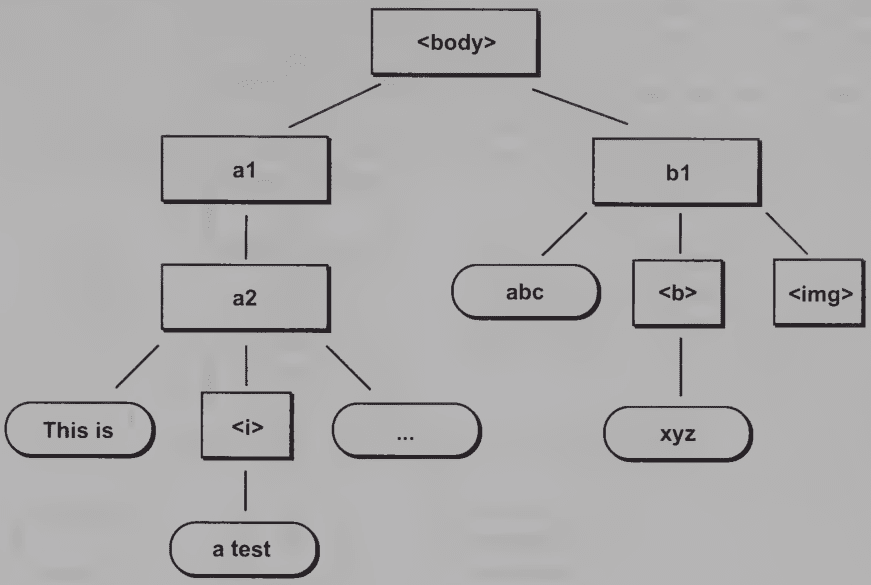 <body>
a1
b1
a2
abc
<b>
<img>
This is
<i>
...
xyz
a test